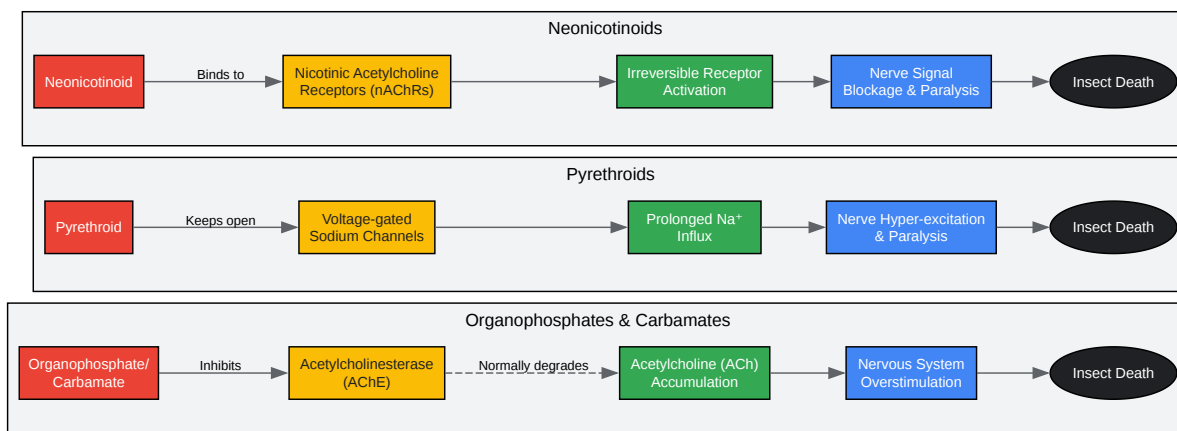 Neonicotinoids
Neonicotinoid
Binds to
Nicotinic Acetylcholine
Receptors (nAChRs)
Irreversible Receptor
Activation
Nerve Signal
Blockage & Paralysis
Insect Death
Pyrethroids
Pyrethroid
Keeps open
Voltage-gated
Sodium Channels
Prolonged Na⁺
Influx
Nerve Hyper-excitation
& Paralysis
Insect Death
Organophosphates & Carbamates
Organophosphate/
Carbamate
Inhibits
Acetylcholinesterase
(AChE)
Normally degrades
Acetylcholine (ACh)
Accumulation
Nervous System
Overstimulation
Insect Death